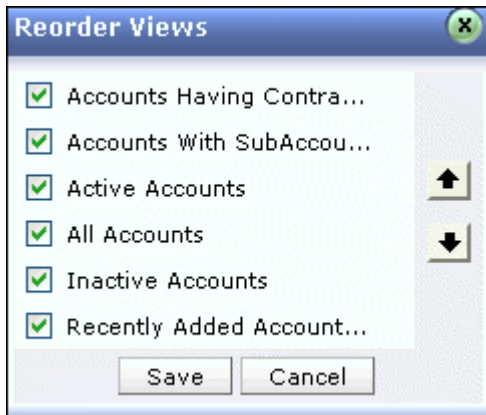 Reorder Views
Accounts Having Contra...
Accounts With SubAccou...
Active Accounts
All Accounts
Inactive Accounts
Recently Added Account...
Save Cancel